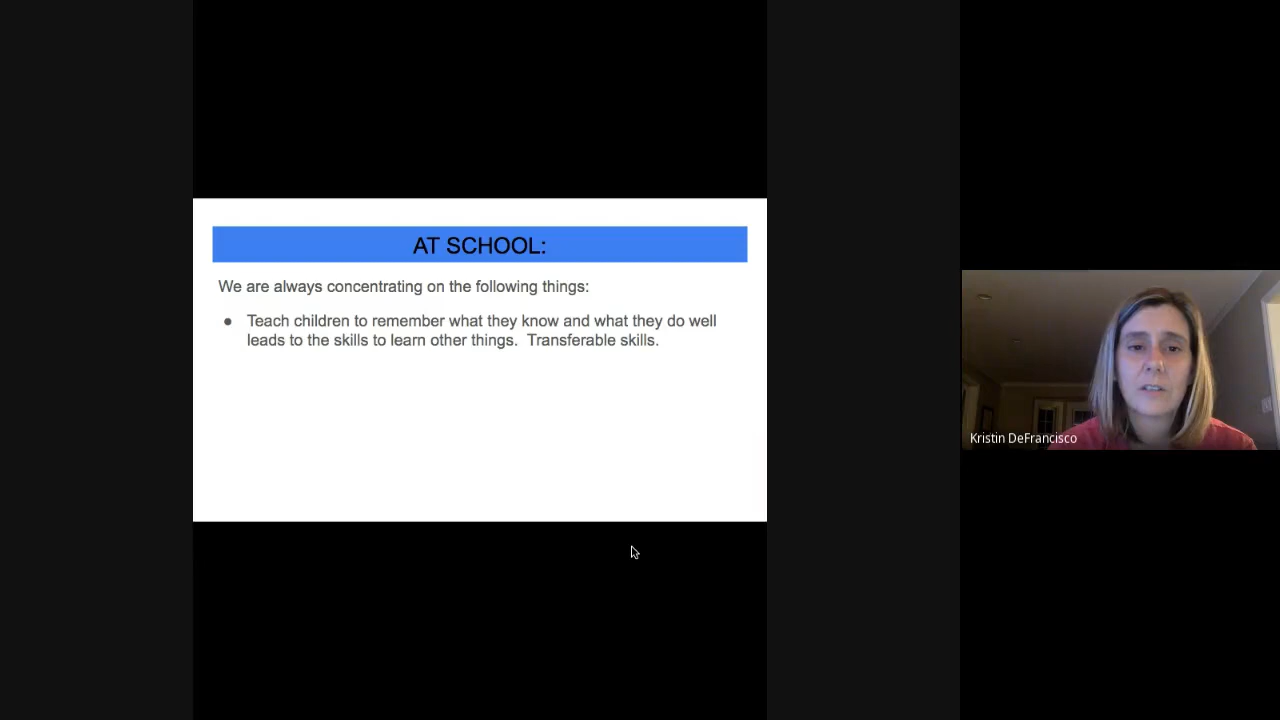 AT SCHOOL:
We are always concentrating on the following things:
● Teach children to remember what they know and what they do well
leads to the skills to learn other things.  Transferable skills.
Kristin DeFrancisco